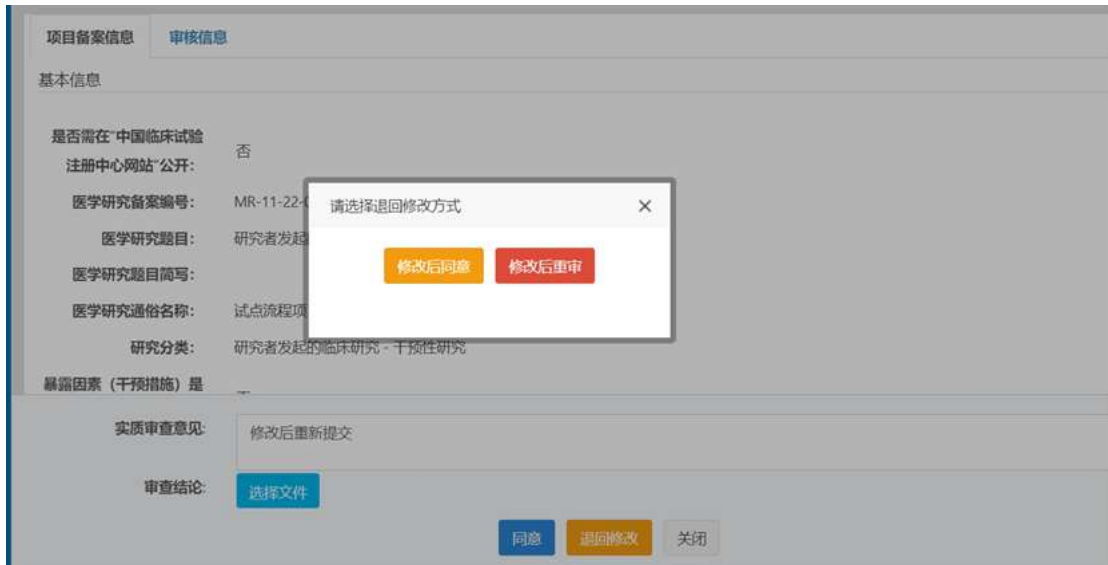 项目备案信息 审核信息
基本信息
是否需在"中国临床试验
注册中心网站"公开： 否
医学研究备案编号： MR-11-22-
请选择退回修改方式 ×
医学研究题目： 研究者发起
修改后同意 修改后重审
医学研究题目简写：
医学研究通俗名称： 试点流程项
研究分类： 研究者发起的临床研究 - 干预性研究
暴露因素（干预措施）是
实质审查意见: 修改后重新提交
审查结论: 选择文件
同意 退回修改 关闭